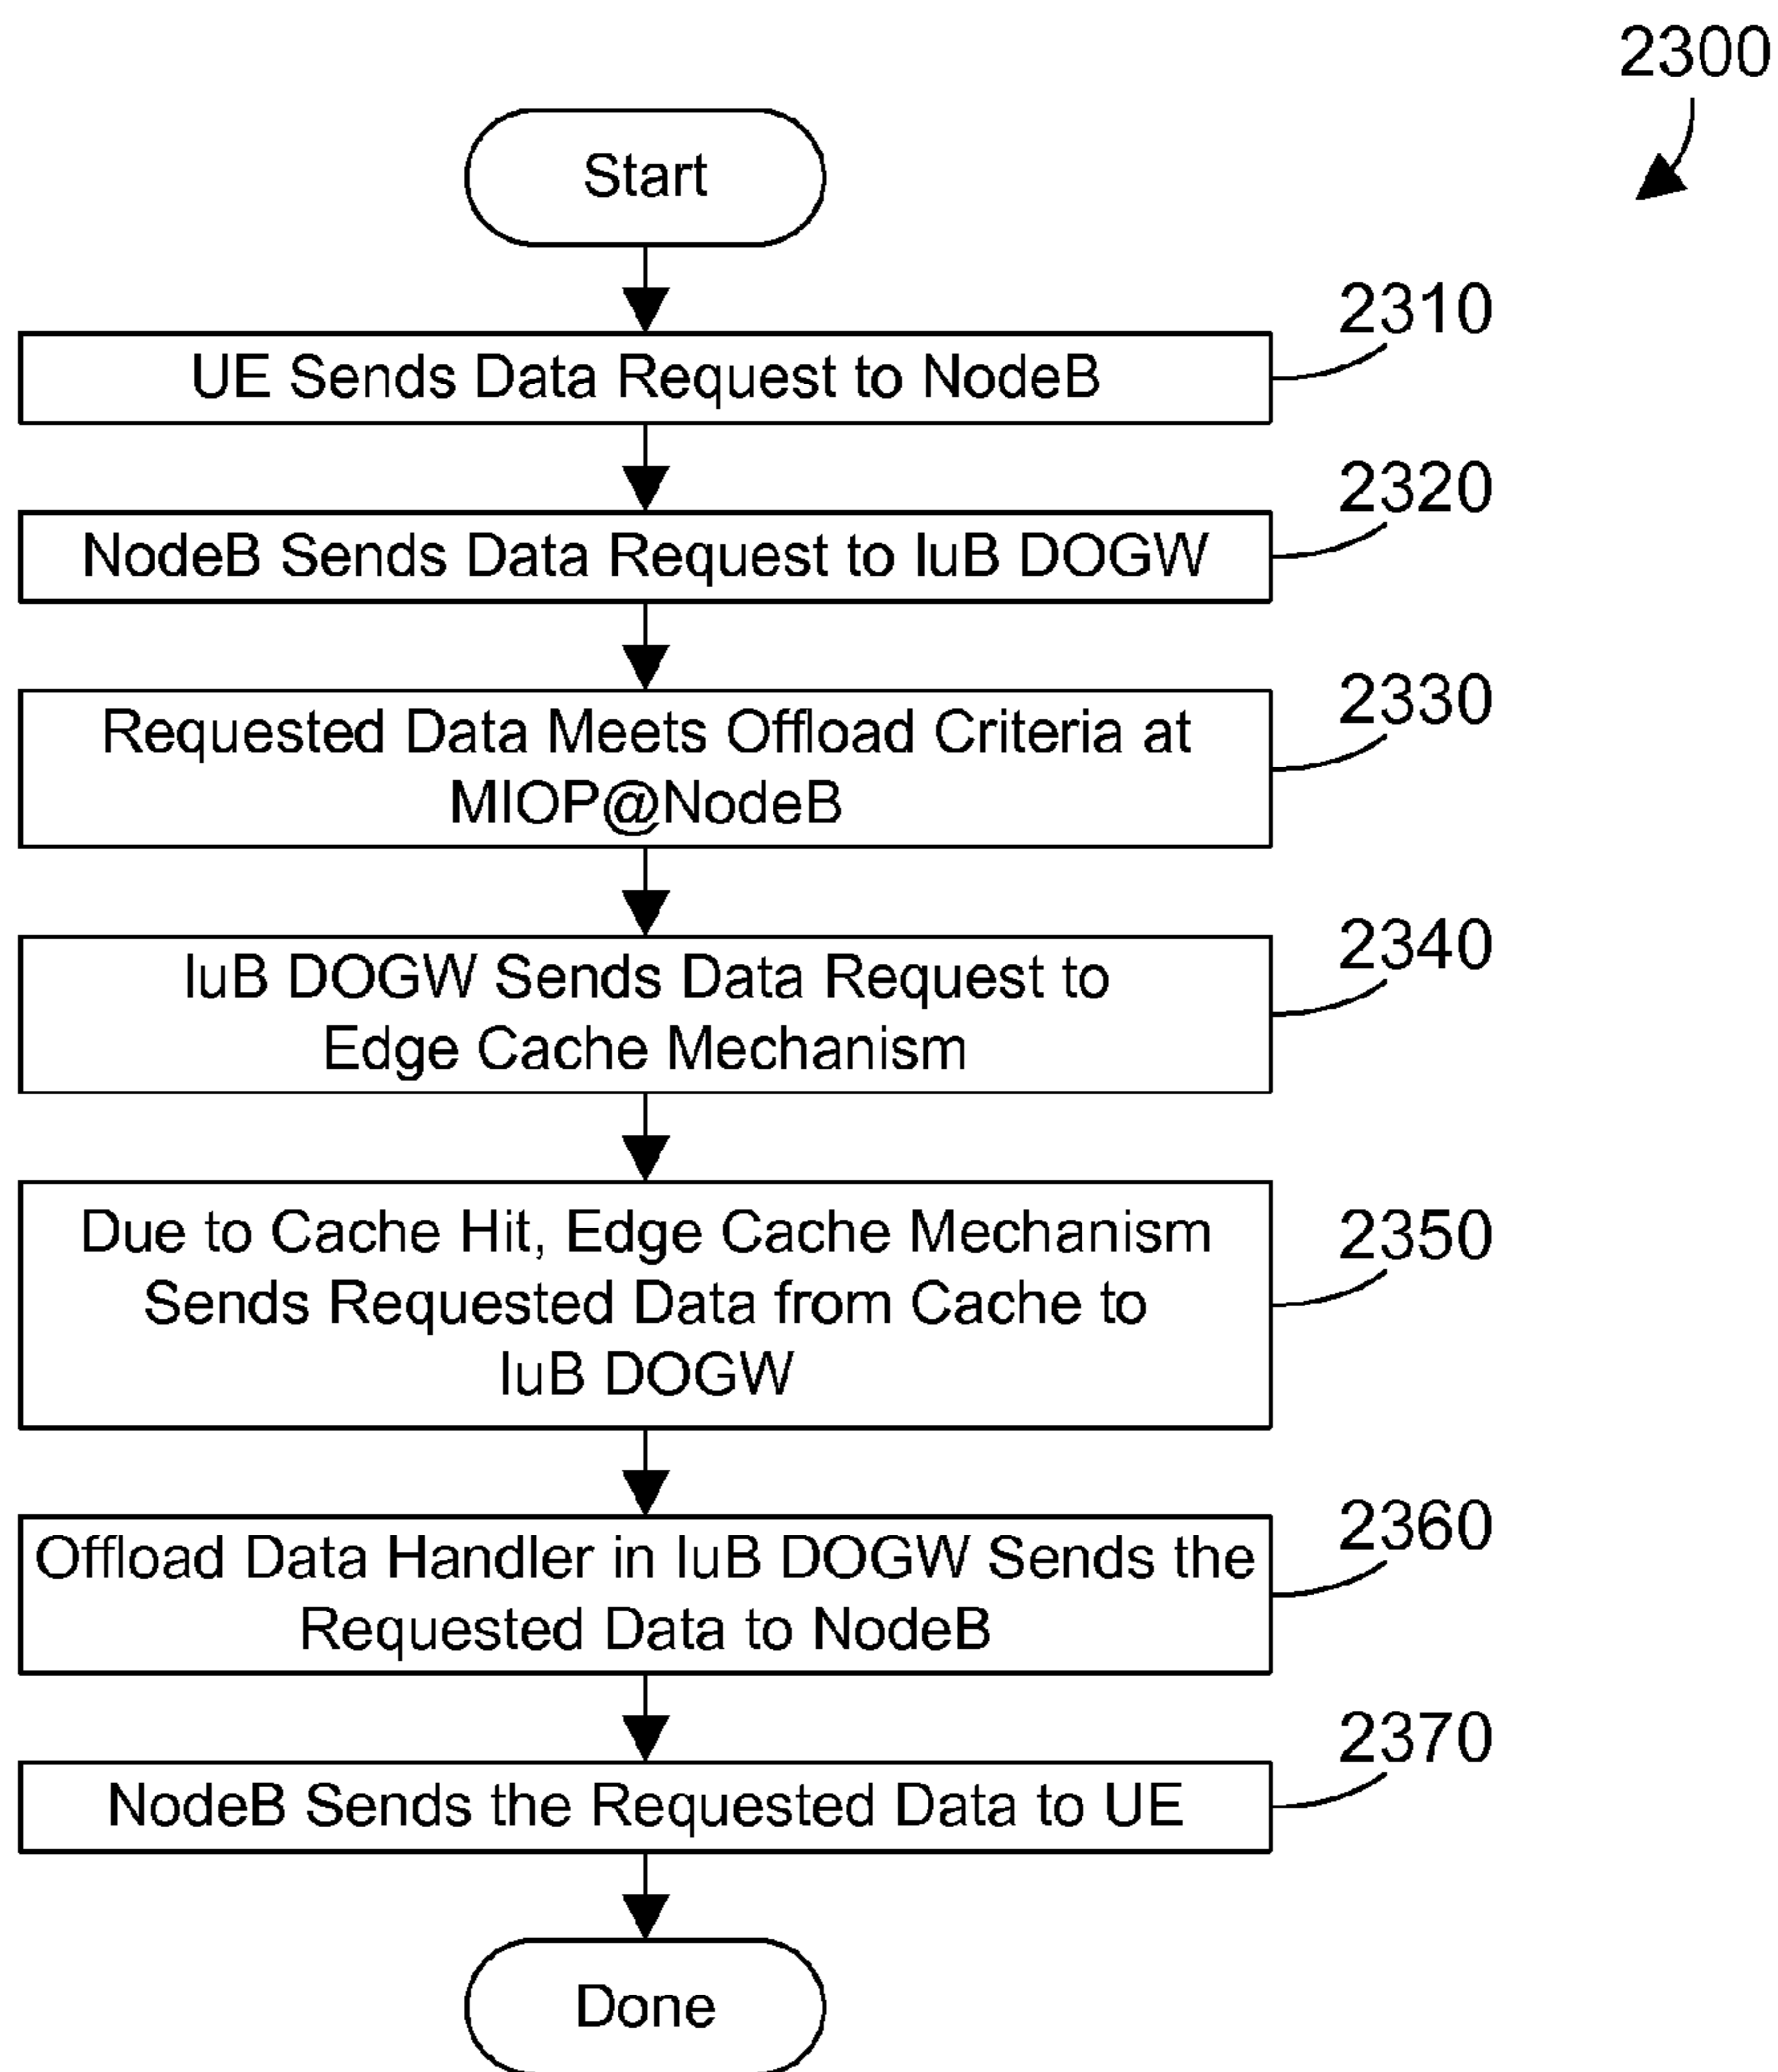 2300
Start
2310
UE Sends Data Request to NodeB
2320
NodeB Sends Data Request to IuB DOGW
2330
Requested Data Meets Offload Criteria at
MIOP@NodeB
2340
IuB DOGW Sends Data Request to
Edge Cache Mechanism
2350
Due to Cache Hit, Edge Cache Mechanism
Sends Requested Data from Cache to
IuB DOGW
2360
Offload Data Handler in IuB DOGW Sends the
Requested Data to NodeB
2370
NodeB Sends the Requested Data to UE
Done